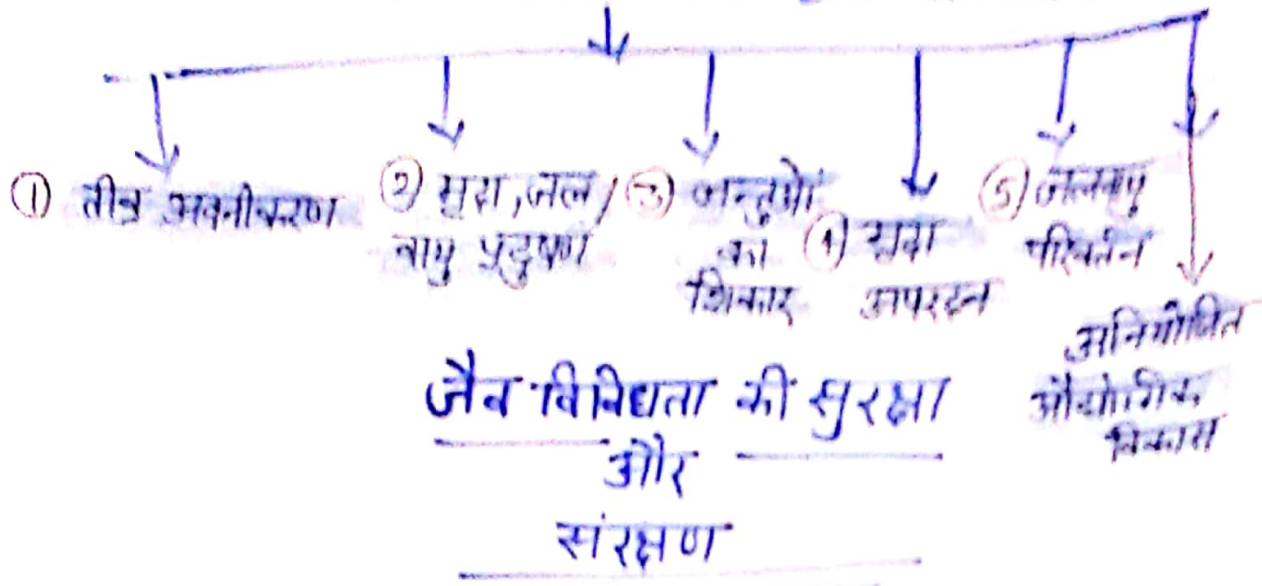 ① तीव्र अवनीकरण
② मृदा, जल,
वायु प्रदुषण
③ जन्तुओं
का
शिकार
④ मृदा
अपरदन
⑤ जलवायु
परिवर्तन
अनियोजित
औद्योगिक
विकास
जैव विविधता की सुरक्षा
और
संरक्षण